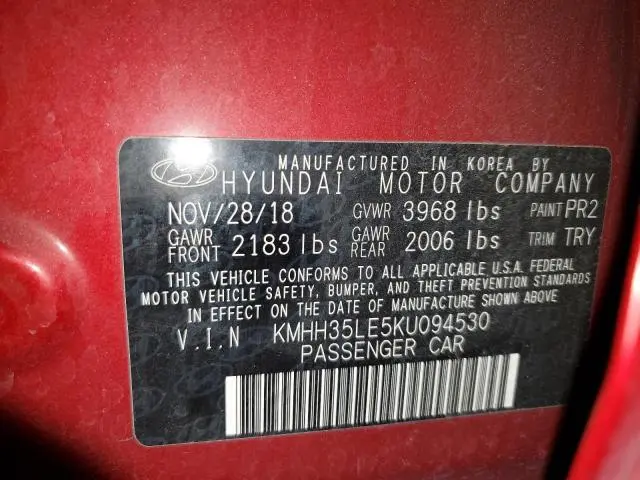 MANUFACTURED IN KOREA BY
HYUNDAI MOTOR COMPANY
NOV/28/18 GVWR 3968 lbs PAINT PR2
GAWR FRONT 2183 lbs GAWR REAR 2006 lbs TRIM TRY
THIS VEHICLE CONFORMS TO ALL APPLICABLE U.S.A. FEDERAL
MOTOR VEHICLE SAFETY, BUMPER, AND THEFT PREVENTION STANDARDS
IN EFFECT ON THE DATE OF MANUFACTURE SHOWN ABOVE.
V.I.N KMHH35LE5KU094530
PASSENGER CAR